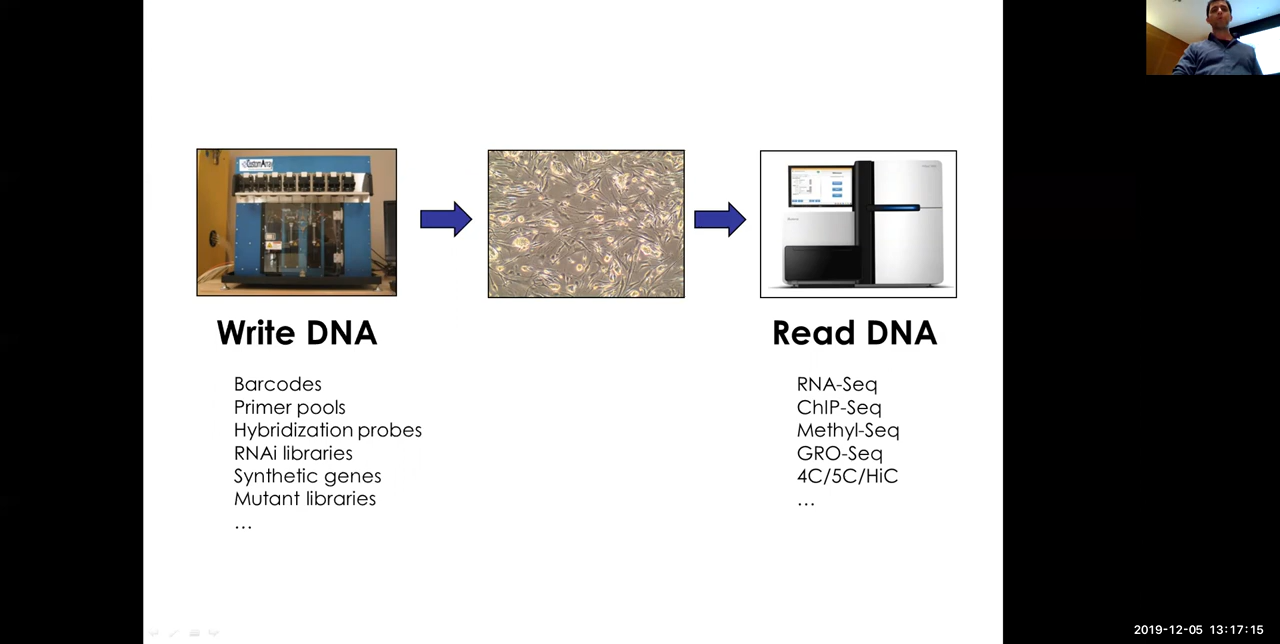 CustomArray
Write DNA
Barcodes
Primer pools
Hybridization probes
RNAi libraries
Synthetic genes
Mutant libraries
…
Read DNA
RNA-Seq
ChIP-Seq
Methyl-Seq
GRO-Seq
4C/5C/HiC
…
2019-12-05 13:17:15